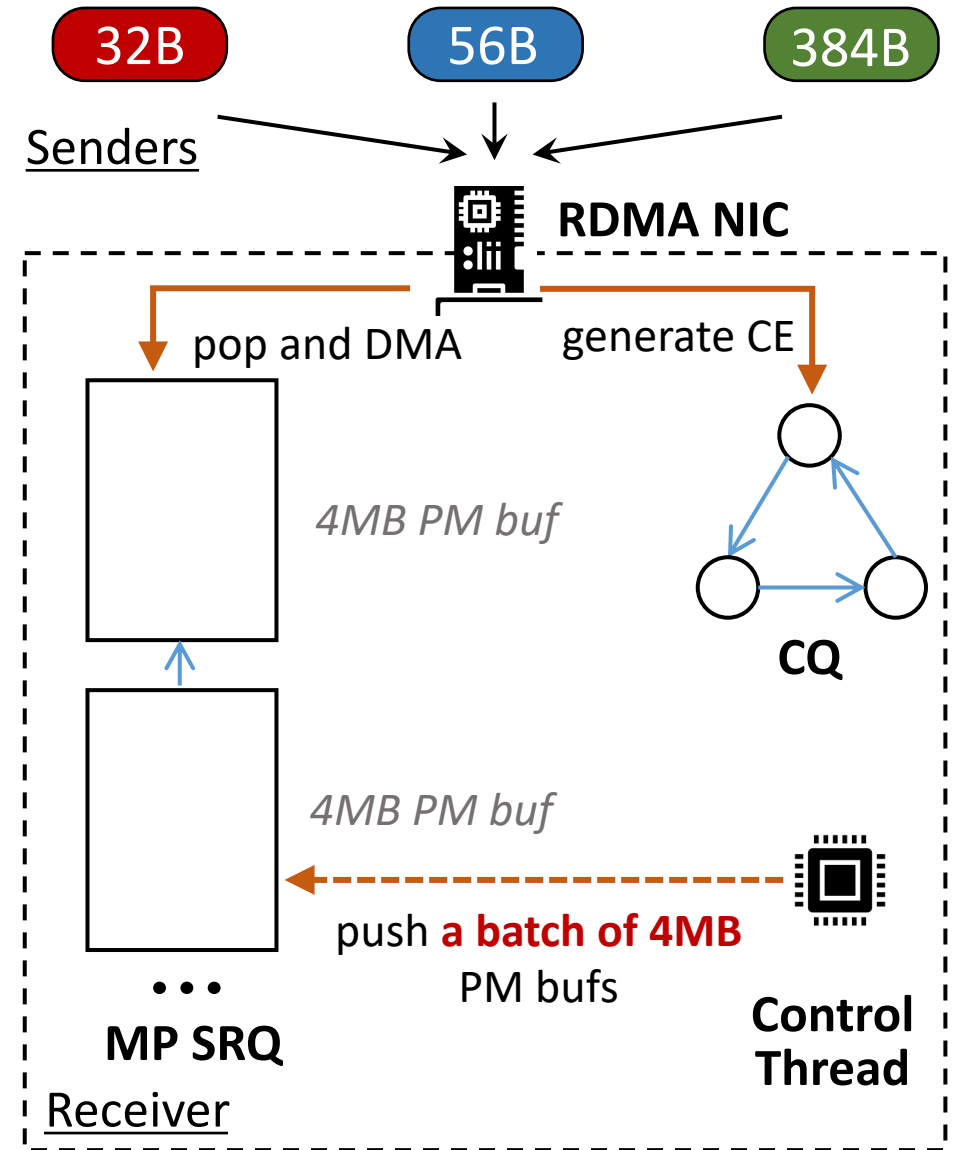 32B
56B
384B
Senders
RDMA NIC
pop and DMA
generate CE
4MB PM buf
CQ
4MB PM buf
push a batch of 4MB
PM bufs
•••
MP SRQ
Control
Thread
Receiver